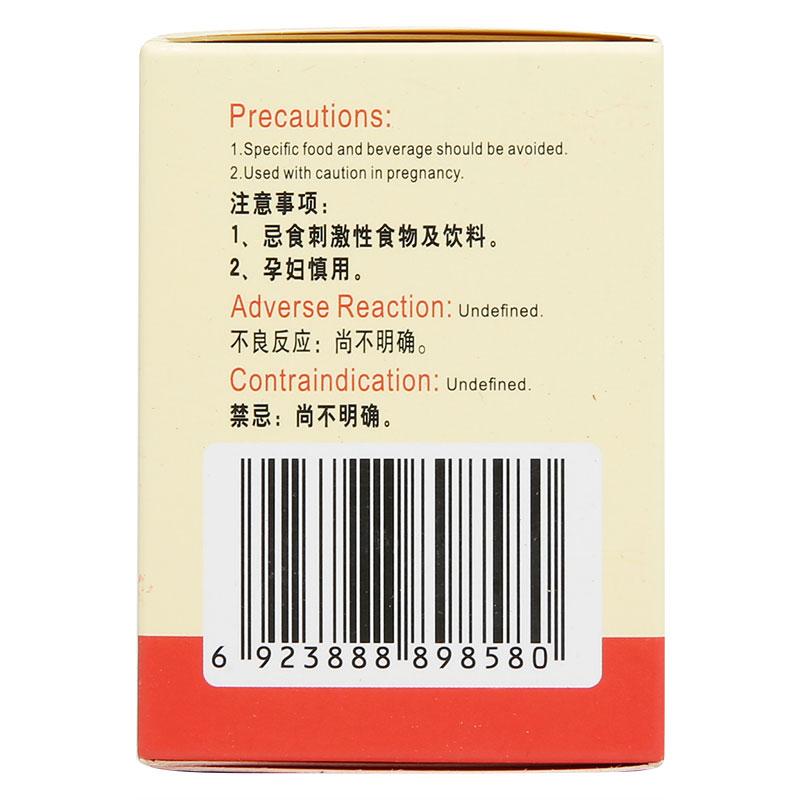 Precautions:
1.Specific food and beverage should be avoided.
2.Used with caution in pregnancy.
注意事项：
1、忌食刺激性食物及饮料。
2、孕妇慎用。
Adverse Reaction: Undefined.
不良反应：尚不明确。
Contraindication: Undefined.
禁忌：尚不明确。
6 923888 898580